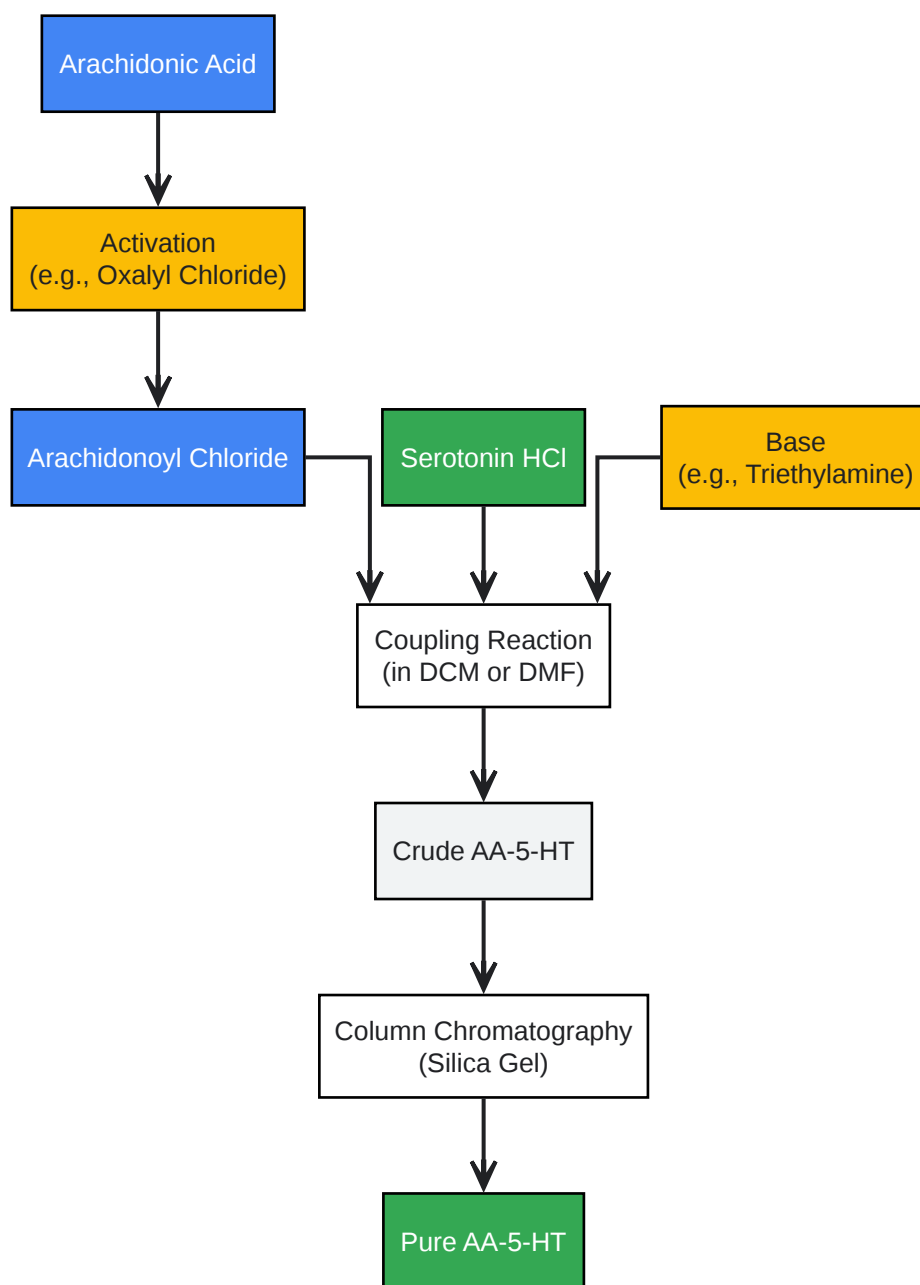 Arachidonic Acid
Activation
(e.g., Oxalyl Chloride)
Arachidonoyl Chloride
Serotonin HCl
Base
(e.g., Triethylamine)
Coupling Reaction
(in DCM or DMF)
Crude AA-5-HT
Column Chromatography
(Silica Gel)
Pure AA-5-HT